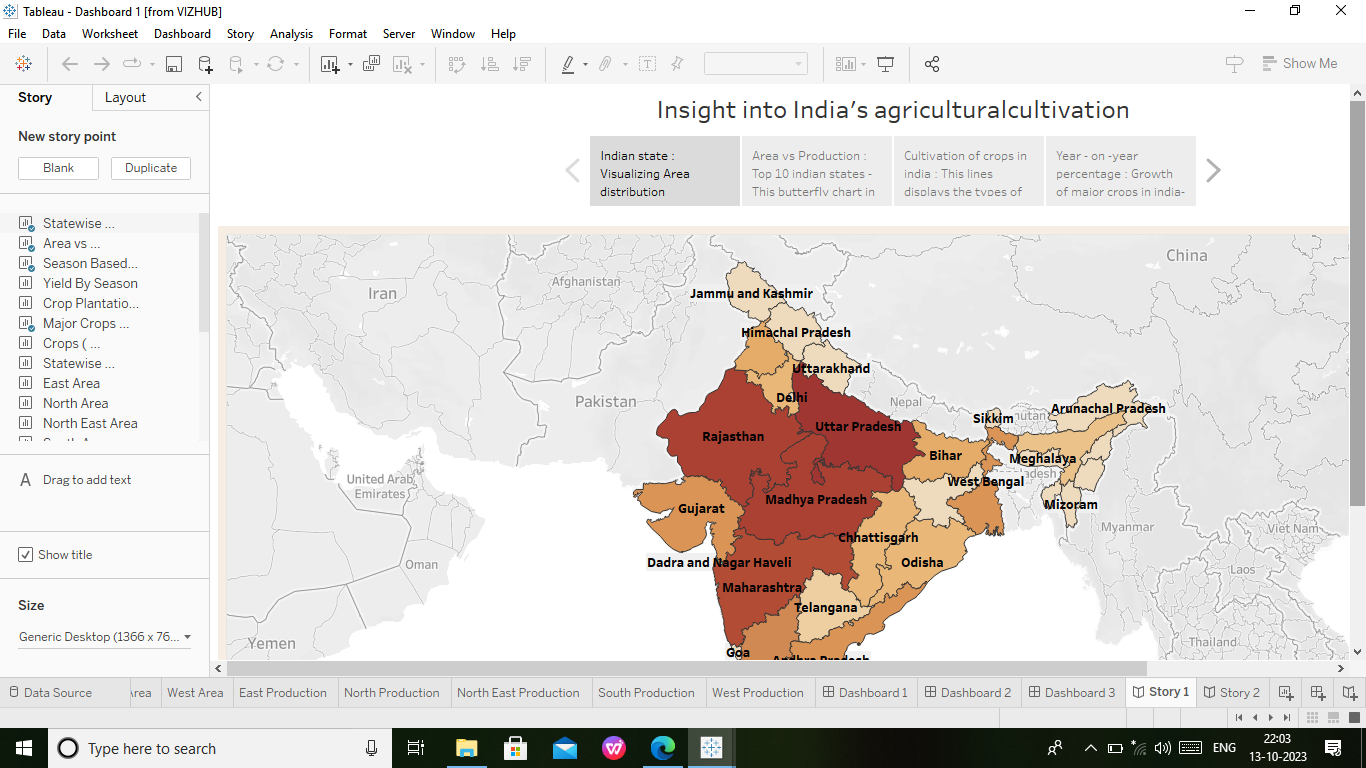 Tableau - Dashboard 1 [from VIZHUB]
File Data Worksheet Dashboard Story Analysis Format Server Window Help
Show Me
Story Layout
New story point
Blank Duplicate
Statewise ...
Area vs ...
Season Based...
Yield By Season
Crop Plantatio...
Major Crops ...
Crops ( ...
Statewise ...
East Area
North Area
North East Area
A Drag to add text
Show title
Size
Generic Desktop (1366 x 76...
Insight into India's agriculturalcultivation
Indian state :
Visualizing Area
distribution
Area vs Production :
Top 10 indian states -
This butterfly chart in
Cultivation of crops in
india : This lines
displays the types of
Year - on -year
percentage : Growth
of major crops in india-
China
Afghanistan
Iran
Jammu and Kashmir
Himachal Pradesh
Uttarakhand
Pakistan
Delhi
Nepal
Arunachal Pradesh
Sikkim
Uttar Pradesh
Rajasthan
Bihar
Meghalaya
United Arab
Emirates
West Bengal
Madhya Pradesh
Mizoram
Gujarat
Myanmar
Viet Nam
Chhattisgarh
Oman
Dadra and Nagar Haveli
Odisha
Laos
Maharashtra
Telangana
Yemen
Thailand
Goa
Andhra Pradesh
Data Source West Area East Production North Production North East Production South Production West Production Dashboard 1 Dashboard 2 Dashboard 3 Story 1 Story 2
Type here to search
ENG
22:03
13-10-2023